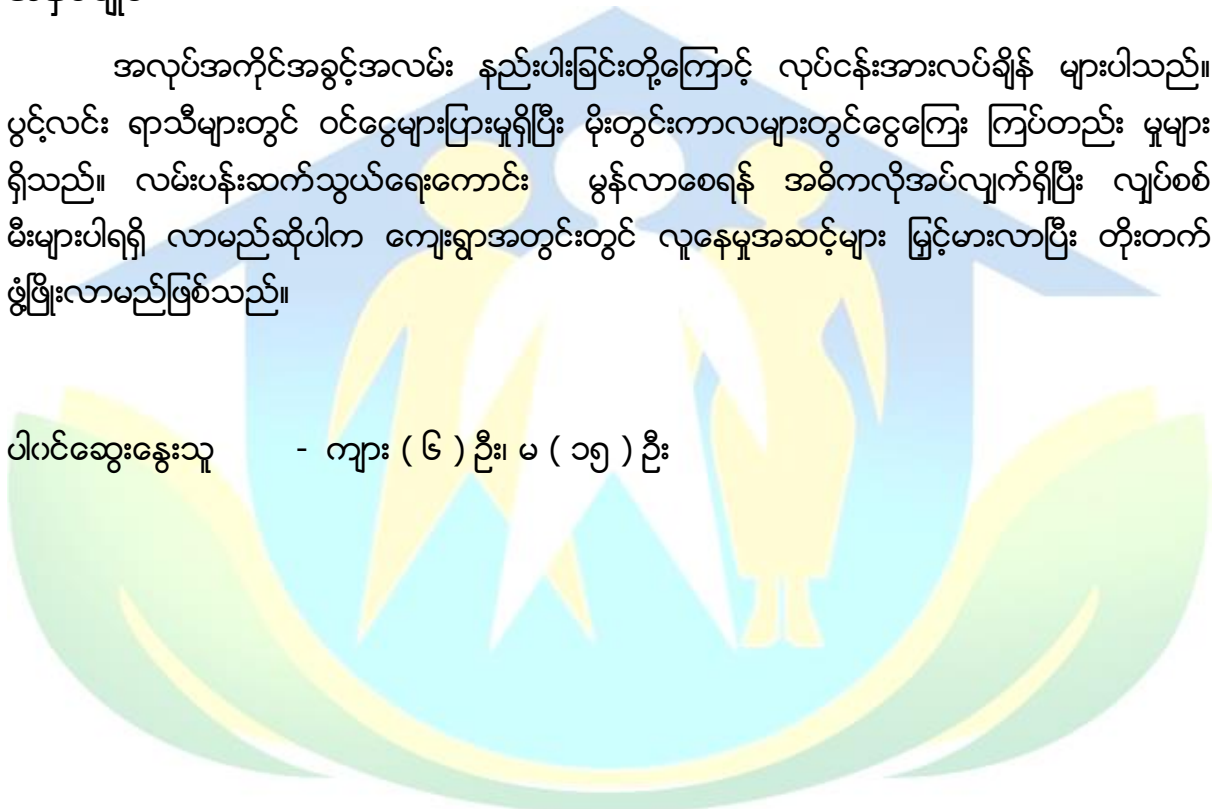 အလုပ်အကိုင်အခွင့်အလမ်း နည်းပါးခြင်းတို့ကြောင့် လုပ်ငန်းအားလပ်ချိန် များပါသည်။
ပွင့်လင်း ရာသီများတွင် ဝင်ငွေများပြားမှုရှိပြီး မိုးတွင်းကာလများတွင်ငွေကြေး ကြပ်တည်း မှုများ
ရှိသည်။ လမ်းပန်းဆက်သွယ်ရေးကောင်း မွန်လာစေရန် အဓိကလိုအပ်လျက်ရှိပြီး လျှပ်စစ်
မီးများပါရရှိ လာမည်ဆိုပါက ကျေးရွာအတွင်းတွင် လူနေမှုအဆင့်များ မြှင့်မားလာပြီး တိုးတက်
ဖွံ့ဖြိုးလာမည်ဖြစ်သည်။
ပါဝင်ဆွေးနွေးသူ - ကျား ( ၆ ) ဦး၊ မ ( ၁၅ ) ဦး